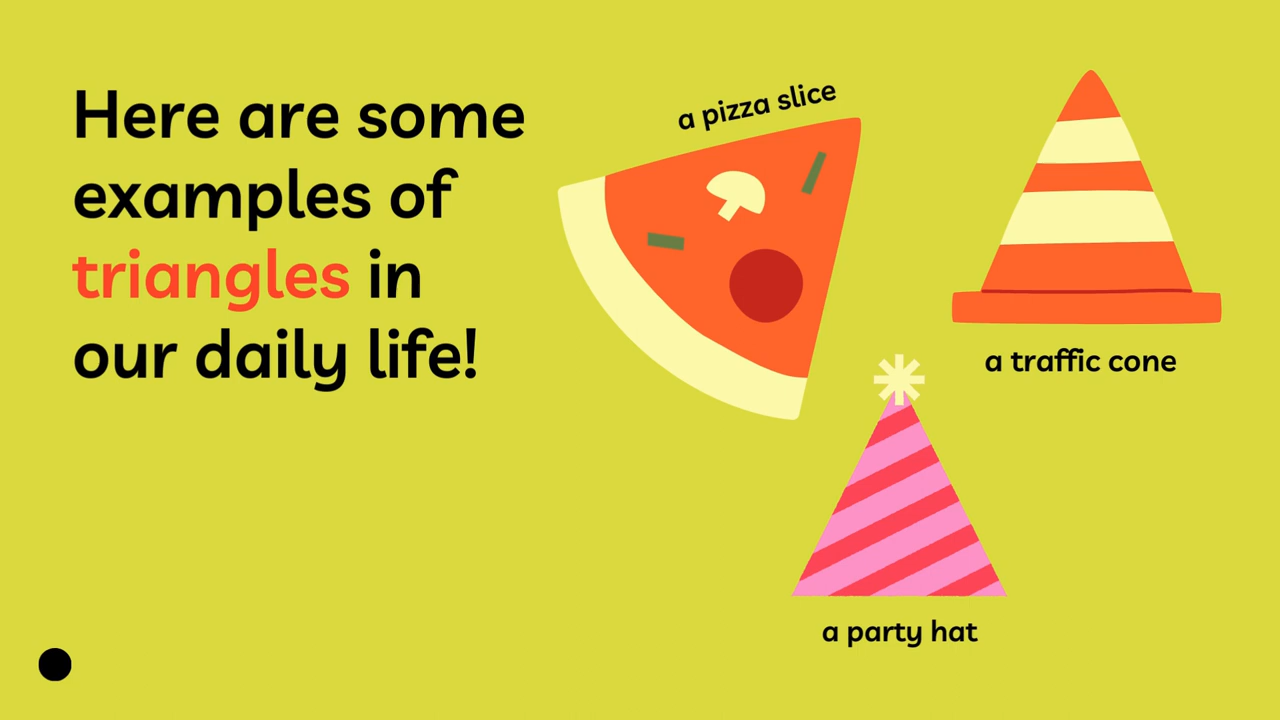 Here are some
examples of
triangles in
our daily life!
a pizza slice
a traffic cone
a party hat